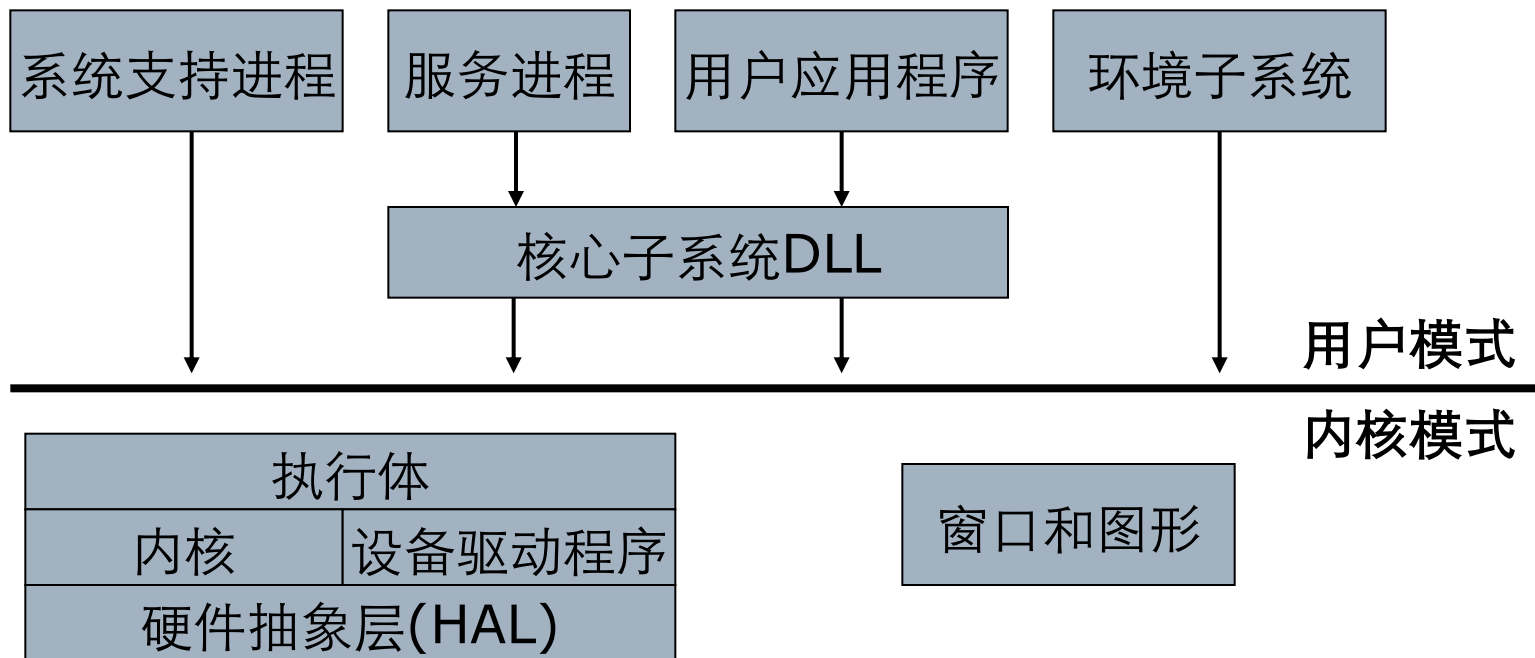 系统支持进程
服务进程
用户应用程序
环境子系统
核心子系统DLL
用户模式
内核模式
执行体
内核
设备驱动程序
窗口和图形
硬件抽象层(HAL)